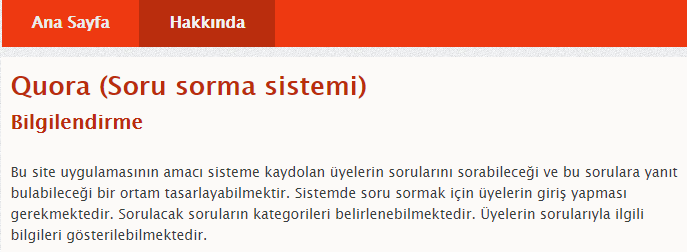 Ana Sayfa Hakkında
Quora (Soru sorma sistemi)
Bilgilendirme
Bu site uygulamasının amacı sisteme kaydolan üyelerin sorularını sorabileceği ve bu sorulara yanıt
bulabileceği bir ortam tasarlayabilmektir. Sistemde soru sormak için üyelerin giriş yapması
gerekmektedir. Sorulacak soruların kategorileri belirlenebilmektedir. Üyelerin sorularıyla ilgili
bilgileri gösterilebilmektedir.